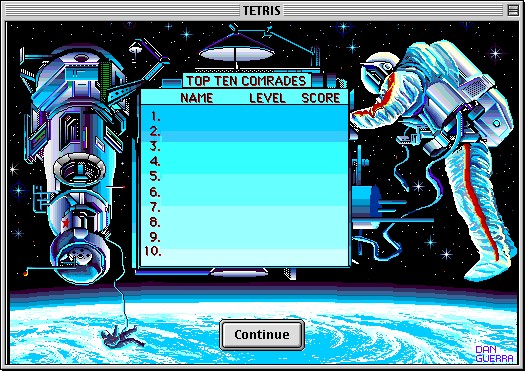 TETRIS
TOP TEN COMRADES
NAME LEVEL SCORE
1.
2.
3.
4.
5.
6.
7.
8.
9.
10.
Continue
DAN
GUERRA